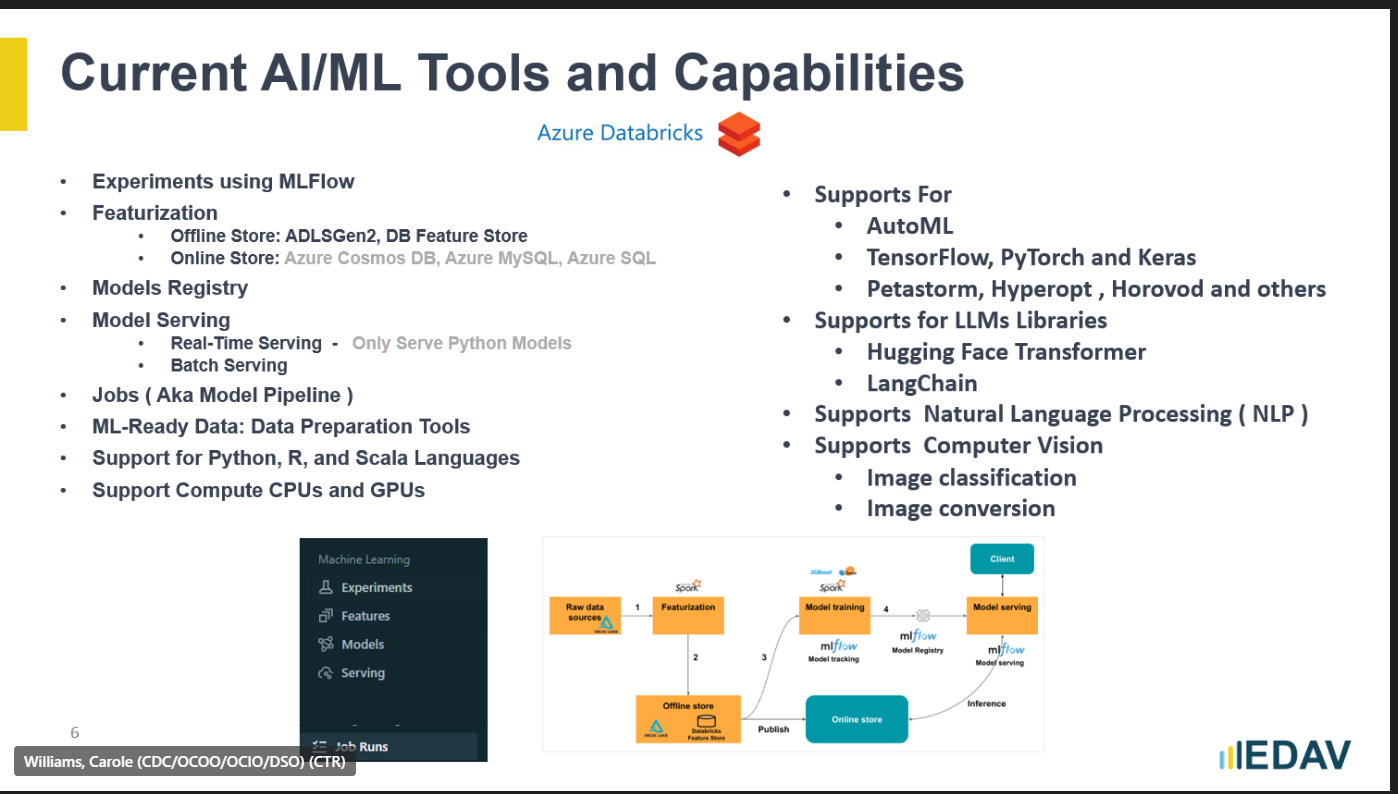 Current AI/ML Tools and Capabilities
Azure Databricks
• Experiments using MLFlow
• Featurization
• Offline Store: ADLSGen2, DB Feature Store
• Online Store: Azure Cosmos DB, Azure MySQL, Azure SQL
• Models Registry
• Model Serving
• Real-Time Serving - Only Serve Python Models
• Batch Serving
• Jobs ( Aka Model Pipeline )
• ML-Ready Data: Data Preparation Tools
• Support for Python, R, and Scala Languages
• Support Compute CPUs and GPUs
• Supports For
• AutoML
• TensorFlow, PyTorch and Keras
• Petastorm, Hyperopt , Horovod and others
• Supports for LLMs Libraries
• Hugging Face Transformer
• LangChain
• Supports Natural Language Processing ( NLP )
• Supports Computer Vision
• Image classification
• Image conversion
Machine Learning
Experiments
Features
Models
Serving
Job Runs
Raw data
sources
DELTA LAKE
1
Spark
Featurization
2
Offline store
DELTA LAKE
Databricks
Feature Store
3
Publish
Online store
XGBoost
Spark
Model training
mlflow
Model tracking
4
mlflow
Model Registry
Client
Model serving
mlflow
Model serving
Inference
6
Williams, Carole (CDC/OCOO/OCIO/DSO) (CTR)
EDAV